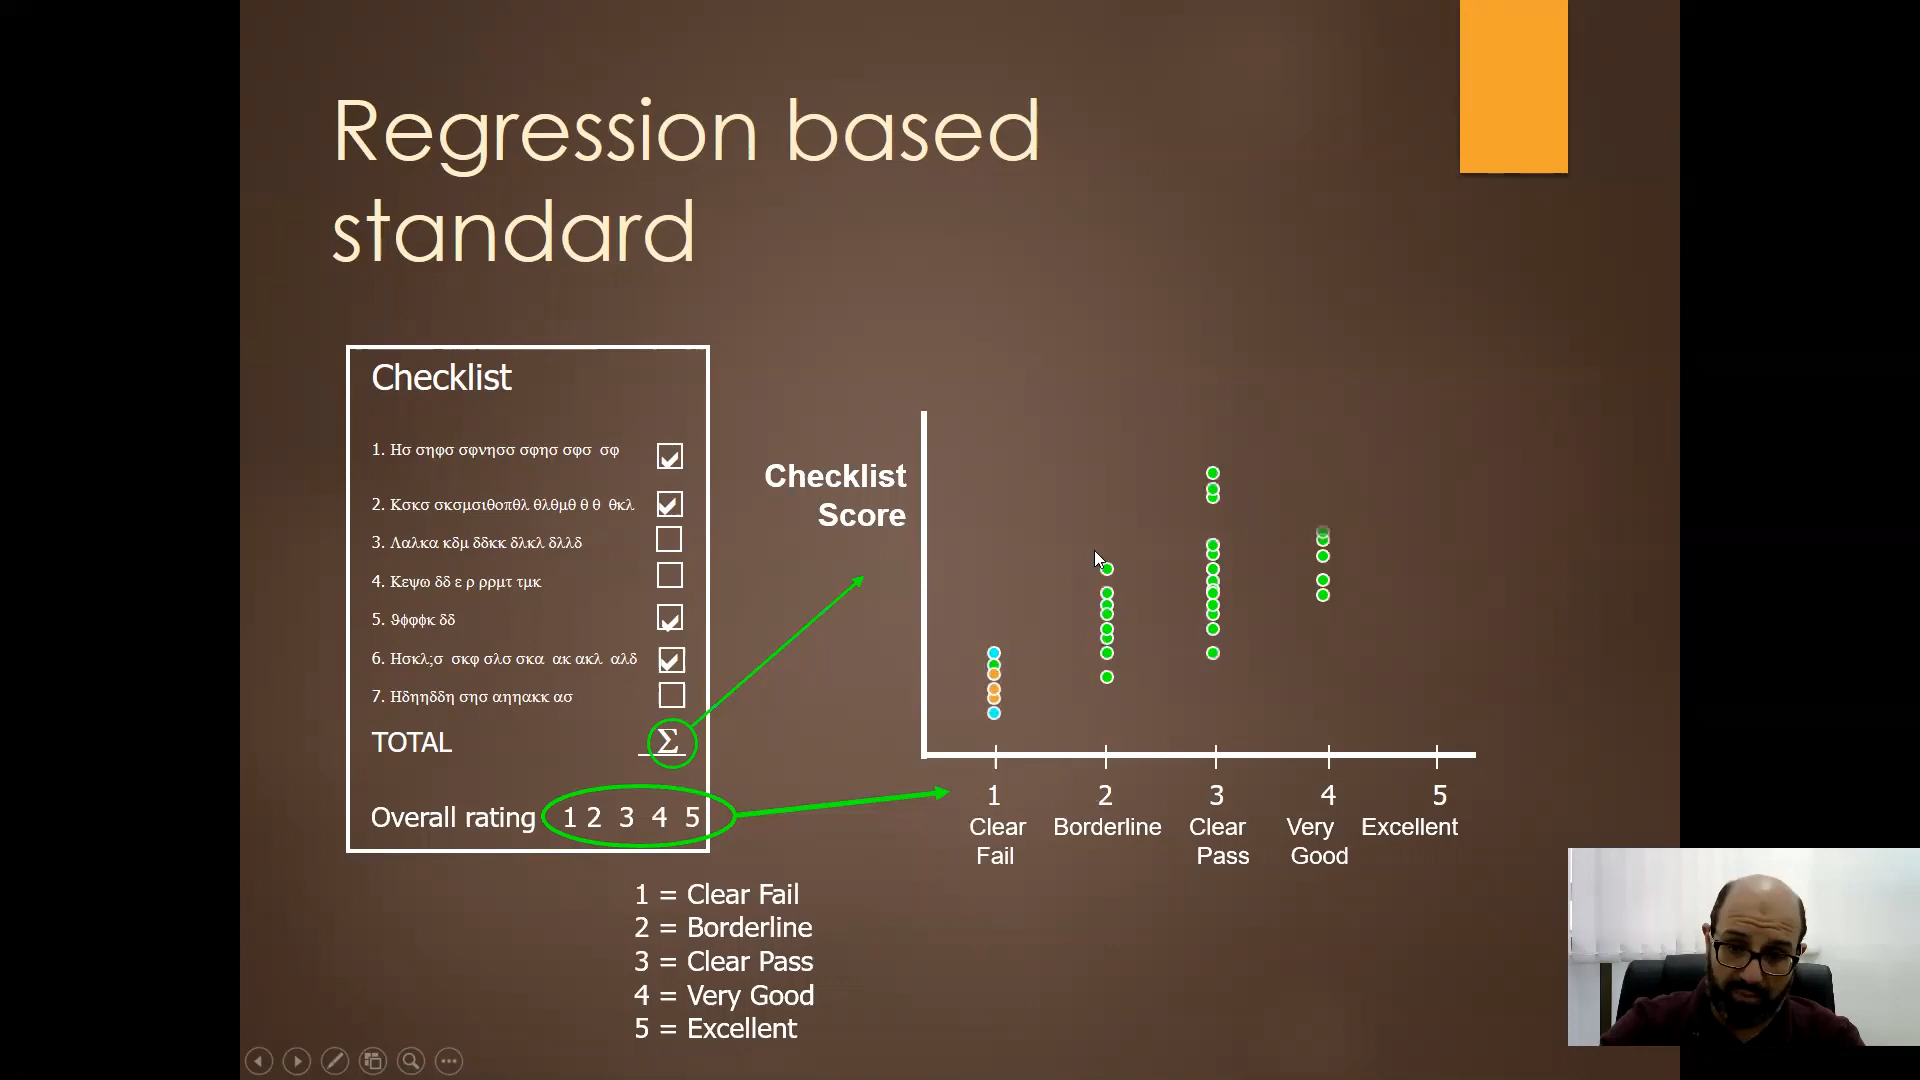 Regression based
standard
Checklist
1. Ησ σηφσ σφνησσ σφησ σφσ σφ
2. Κσκσ σκσμσιθοπθλ θλθμθ θ θ θκλ
3. Λαλκα κδμ δδκκ δλκλ δλλδ
4. Κεψω δδ ε ρ ρρμτ τμκ
5. ϑϕφϕκ δδ
6. Ησκλ;σ σκφ σλσ σκα ακ ακλ αλδ
7. Ηδηηδδη σησ αηηακκ ασ
TOTAL Σ
Overall rating 1 2 3 4 5
Checklist
Score
1 2 3 4 5
Clear Borderline Clear Very Excellent
Fail Pass Good
1 = Clear Fail
2 = Borderline
3 = Clear Pass
4 = Very Good
5 = Excellent